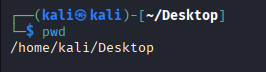 ┌──(kali㉿kali)-[~/Desktop]
└─$ pwd
/home/kali/Desktop